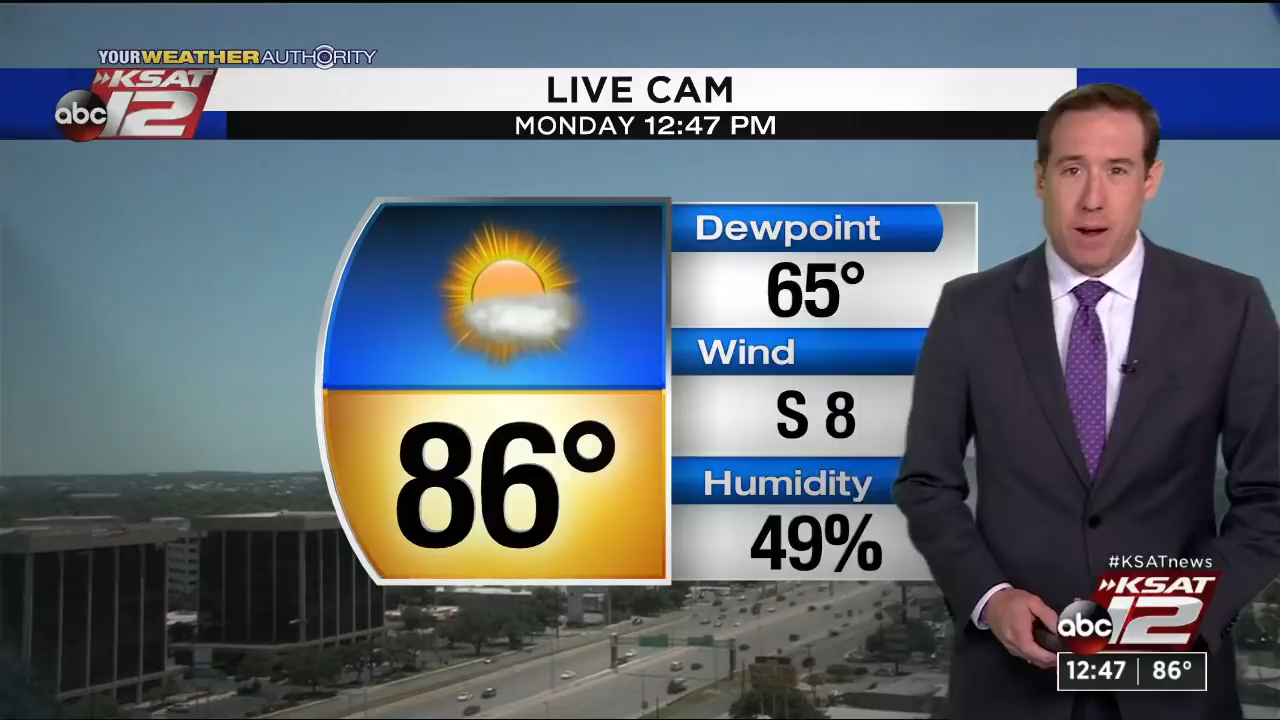 YOURWEATHERAUTHORITY
KSAT
abc 12
LIVE CAM
MONDAY 12:47 PM
Dewpoint
65°
Wind
S 8
86°
Humidity
49%
#KSATnews
KSAT
abc 12
12:47 | 86°